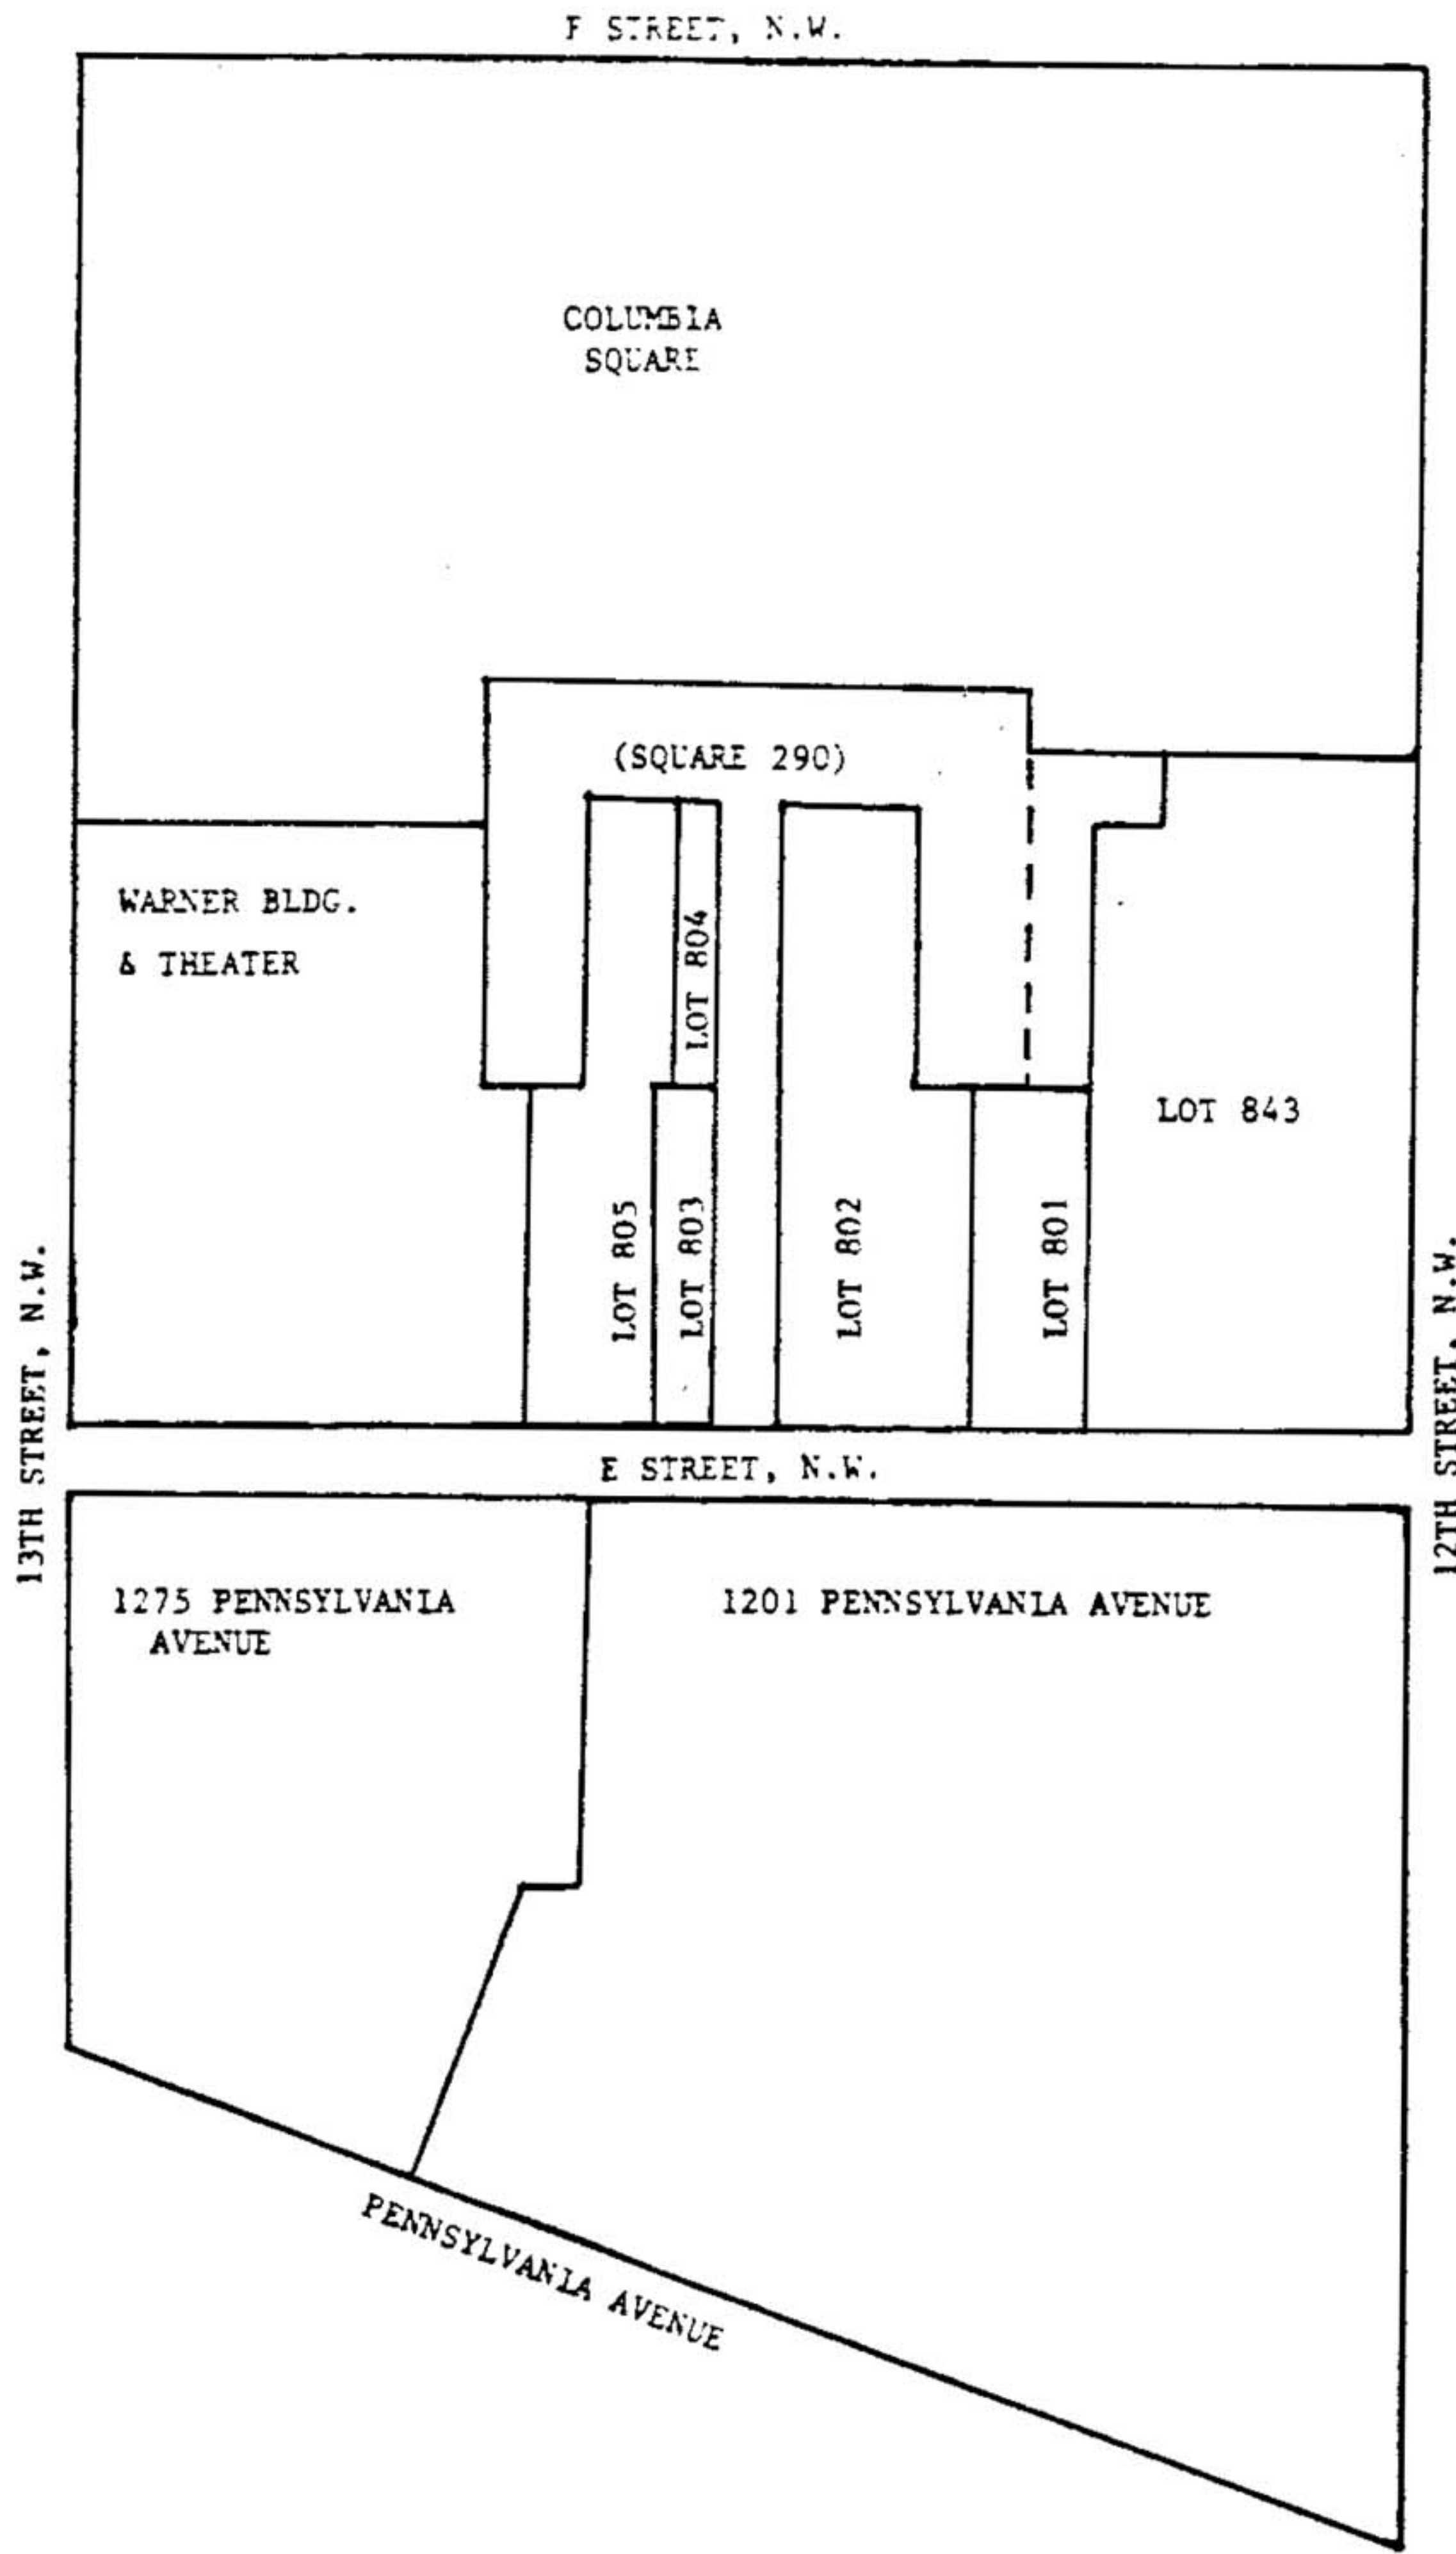 F STREET, N.W.
COLUMBIA
SQUARE
(SQUARE 290)
WARNER BLDG.
& THEATER
LOT 804
LOT 843
LOT 805
LOT 803
LOT 802
LOT 801
13TH STREET, N.W.
12TH STREET, N.W.
E STREET, N.W.
1275 PENNSYLVANIA
AVENUE
1201 PENNSYLVANIA AVENUE
PENNSYLVANIA AVENUE